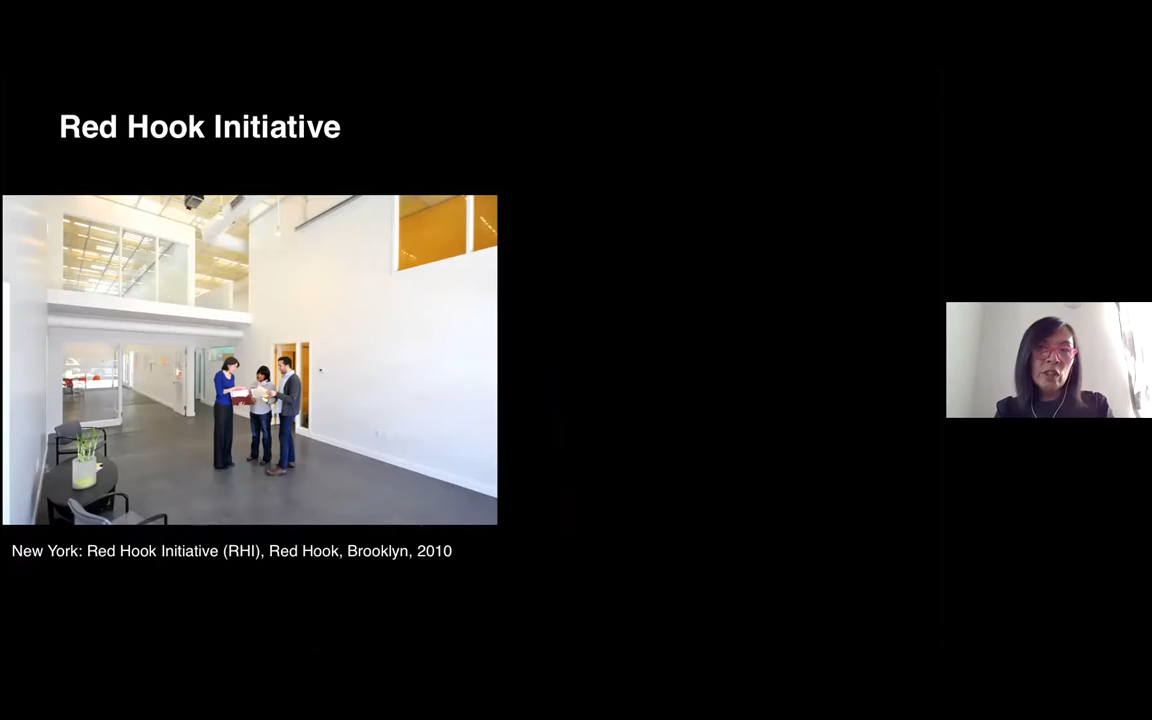 Red Hook Initiative
New York: Red Hook Initiative (RHI), Red Hook, Brooklyn, 2010